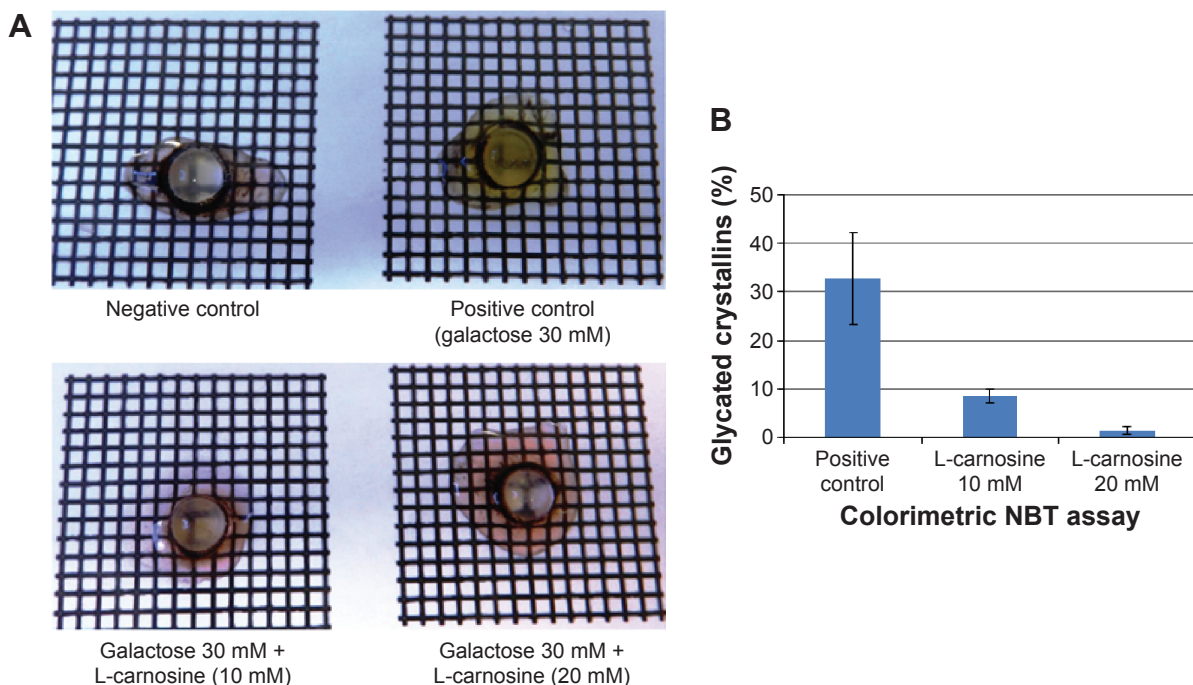 A
Negative control
Positive control
(galactose 30 mM)
Galactose 30 mM +
L-carnosine (10 mM)
Galactose 30 mM +
L-carnosine (20 mM)
B
Glycated crystallins (%)
50
40
30
20
10
0
Positive
control
L-carnosine
10 mM
L-carnosine
20 mM
Colorimetric NBT assay